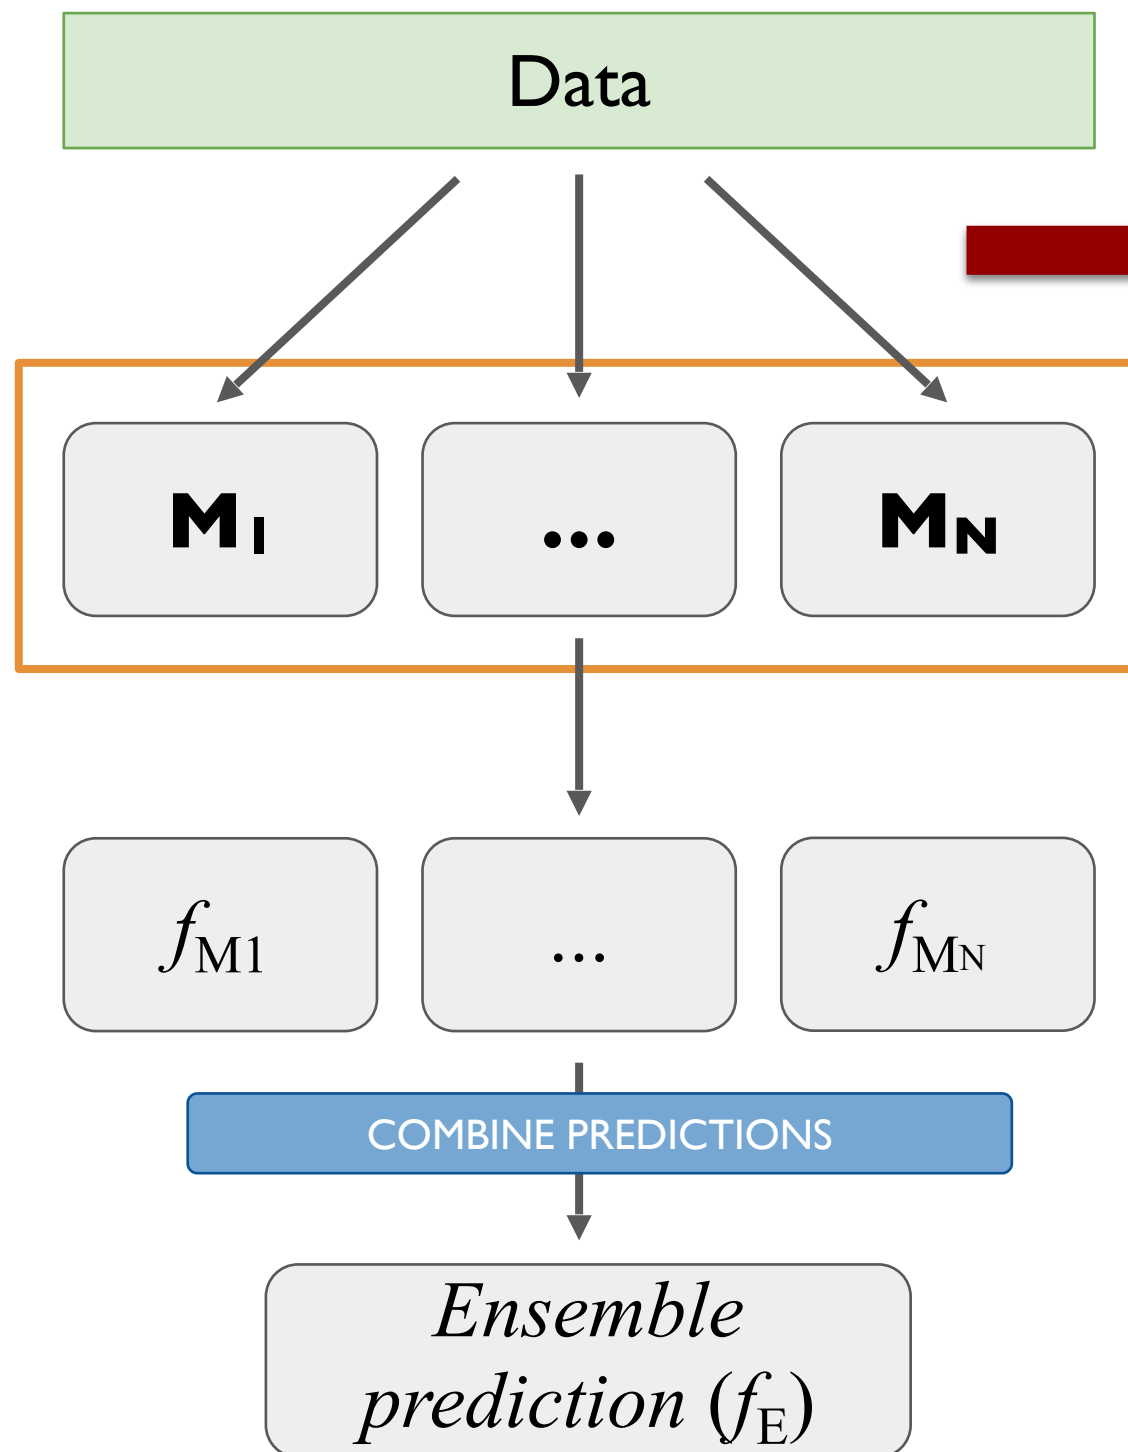 Data
M1 ... MN
fM1 ... fMN
COMBINE PREDICTIONS
Ensemble
prediction (fE)